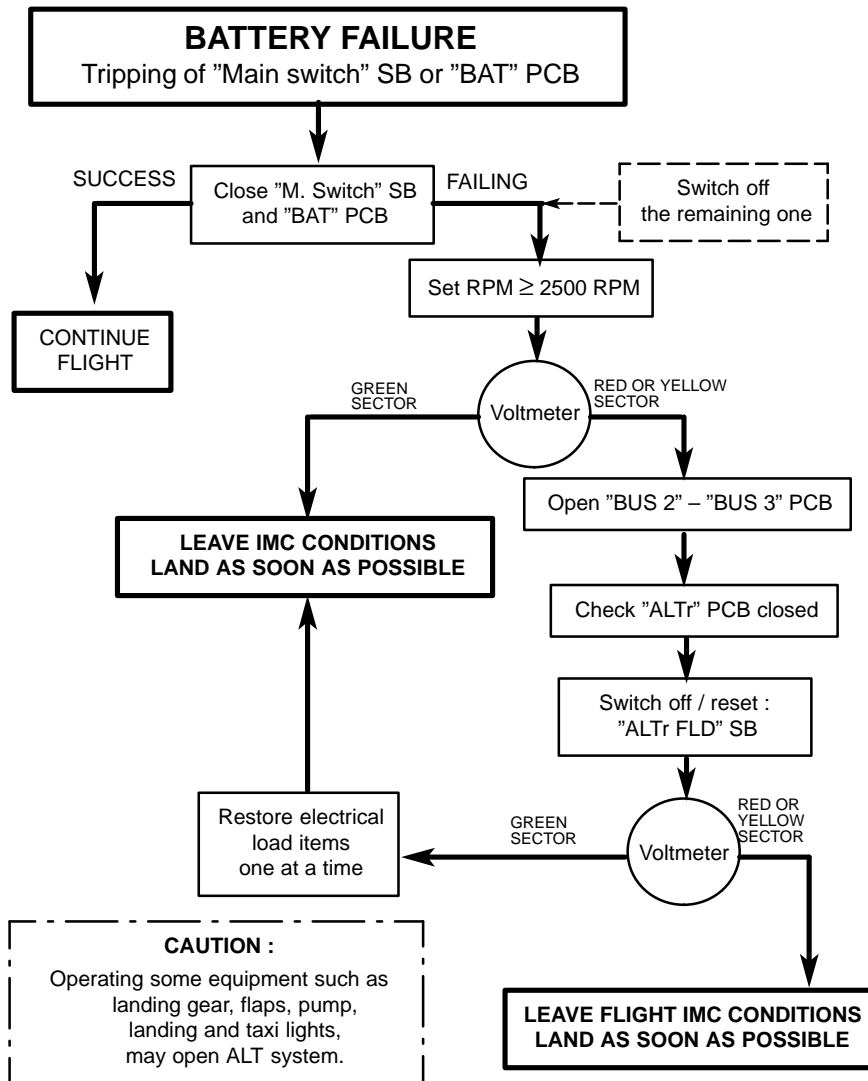 BATTERY FAILURE
Tripping of ”Main switch” SB or ”BAT” PCB
SUCCESS
Close ”M. Switch” SB
and ”BAT” PCB
FAILING
Switch off
the remaining one
Set RPM ≥ 2500 RPM
CONTINUE
FLIGHT
GREEN
SECTOR
Voltmeter
RED OR YELLOW
SECTOR
Open ”BUS 2” – ”BUS 3” PCB
LEAVE IMC CONDITIONS
LAND AS SOON AS POSSIBLE
Check ”ALTr” PCB closed
Switch off / reset :
”ALTr FLD” SB
Restore electrical
load items
one at a time
GREEN
SECTOR
Voltmeter
RED OR
YELLOW
SECTOR
CAUTION :
Operating some equipment such as
landing gear, flaps, pump,
landing and taxi lights,
may open ALT system.
LEAVE FLIGHT IMC CONDITIONS
LAND AS SOON AS POSSIBLE